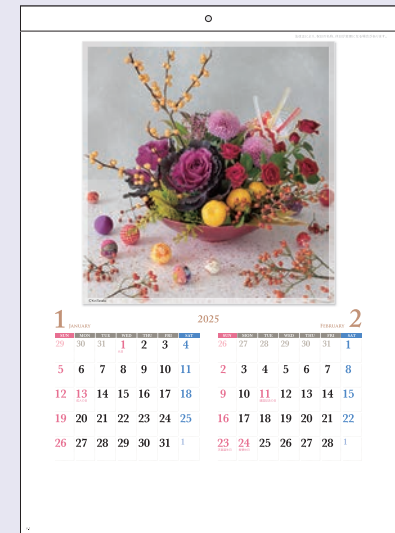 2025
1 JANUARY
FEBRUARY 2
SUN MON TUE WED THU FRI SAT
29 30 31 1 2 3 4
5 6 7 8 9 10 11
12 13 14 15 16 17 18
19 20 21 22 23 24 25
26 27 28 29 30 31 1
SUN MON TUE WED THU FRI SAT
26 27 28 29 30 31 1
2 3 4 5 6 7 8
9 10 11 12 13 14 15
16 17 18 19 20 21 22
23 24 25 26 27 28 1